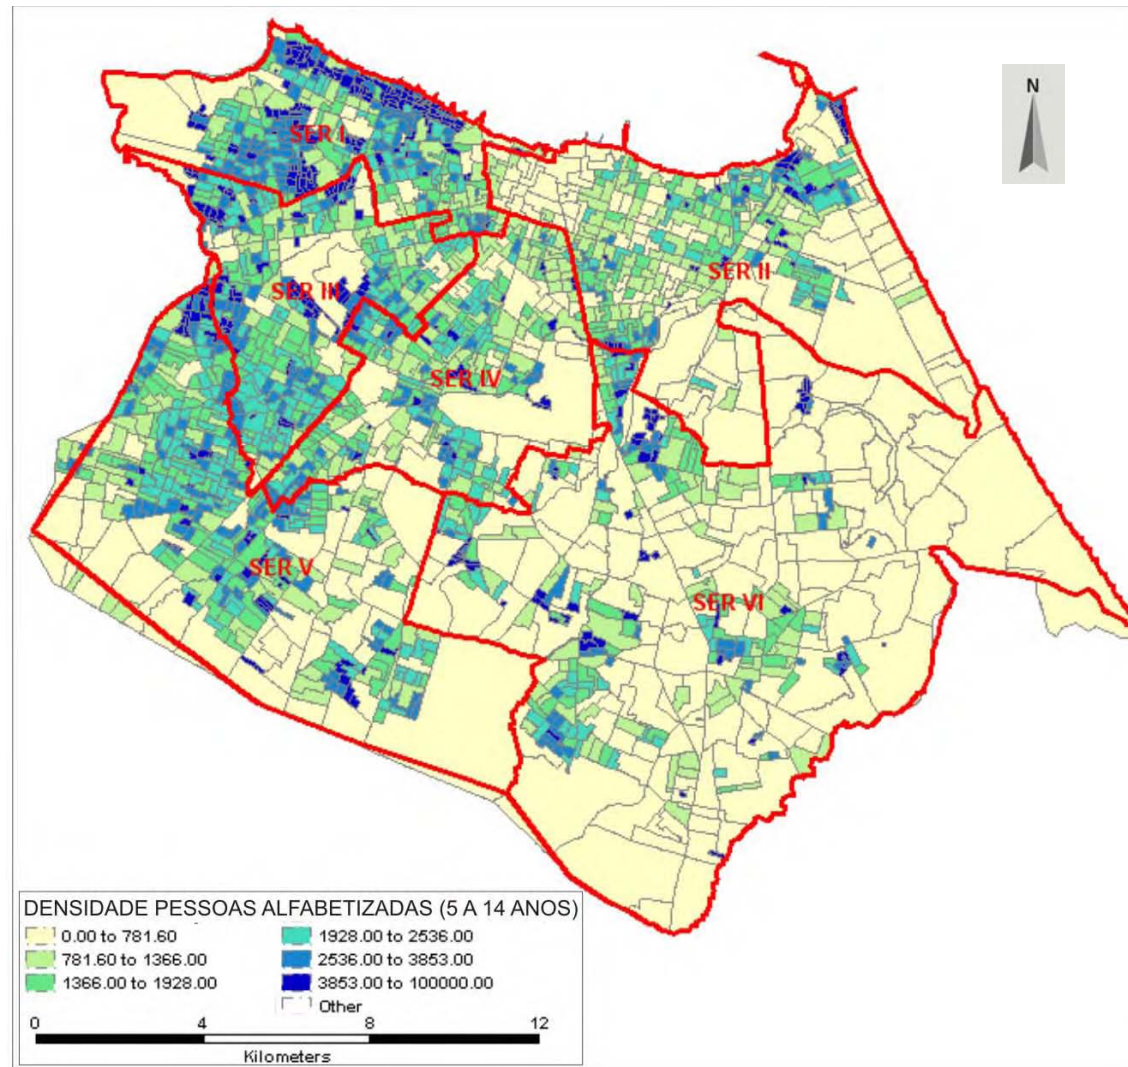 N
SER I
SER II
SER III
SER IV
SER V
SER VI
DENSIDADE PESSOAS ALFABETIZADAS (5 A 14 ANOS)
0.00 to 781.60
781.60 to 1366.00
1366.00 to 1928.00
1928.00 to 2536.00
2536.00 to 3853.00
3853.00 to 100000.00
Other
0 4 8 12
Kilometers